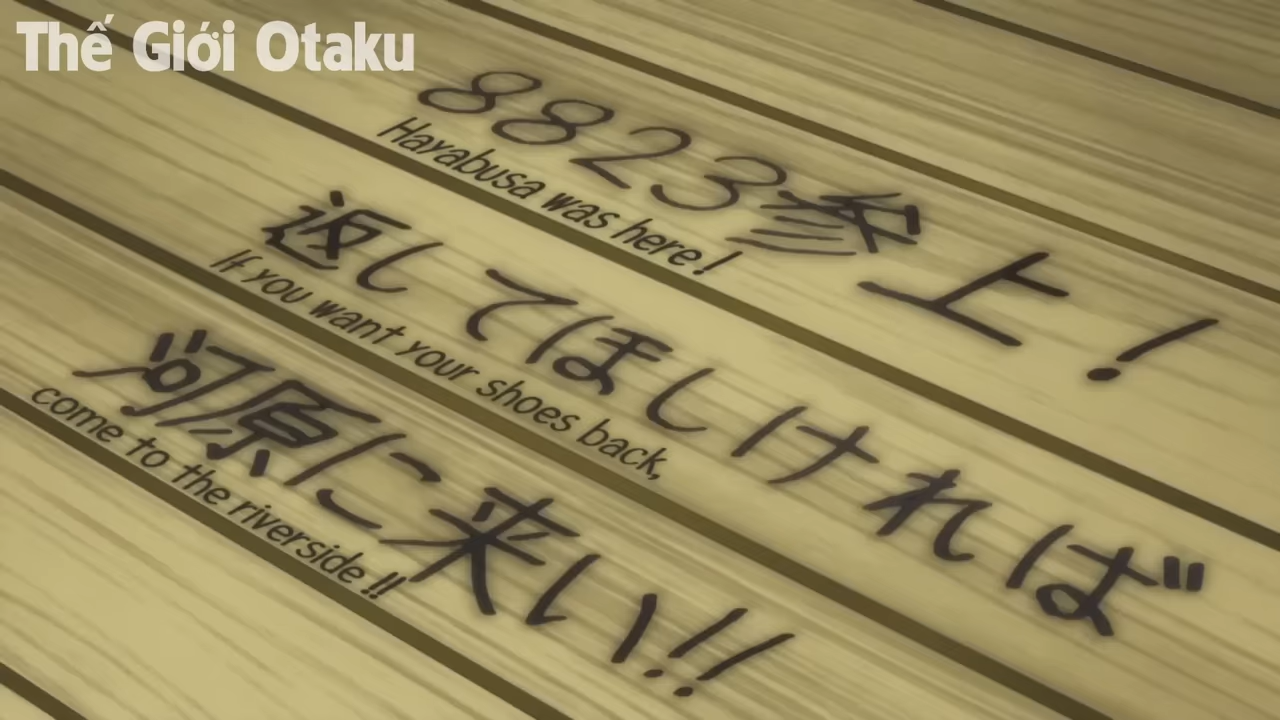 Thế Giới Otaku
8823参上!
Hayabusa was here!
返してほしければ
If you want your shoes back,
河原に来い!!
come to the riverside!!